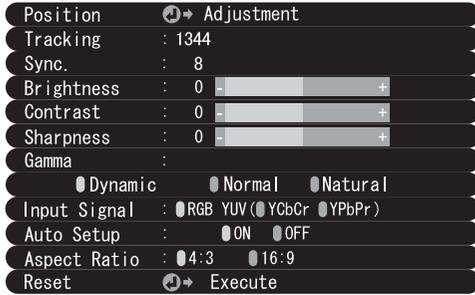 Position Adjustment
Tracking : 1344
Sync. : 8
Brightness : 0 - +
Contrast : 0 - +
Sharpness : 0 - +
Gamma :
Dynamic Normal Natural
Input Signal : RGB YUV( YCbCr YPbPr)
Auto Setup : ON OFF
Aspect Ratio : 4:3 16:9
Reset Execute